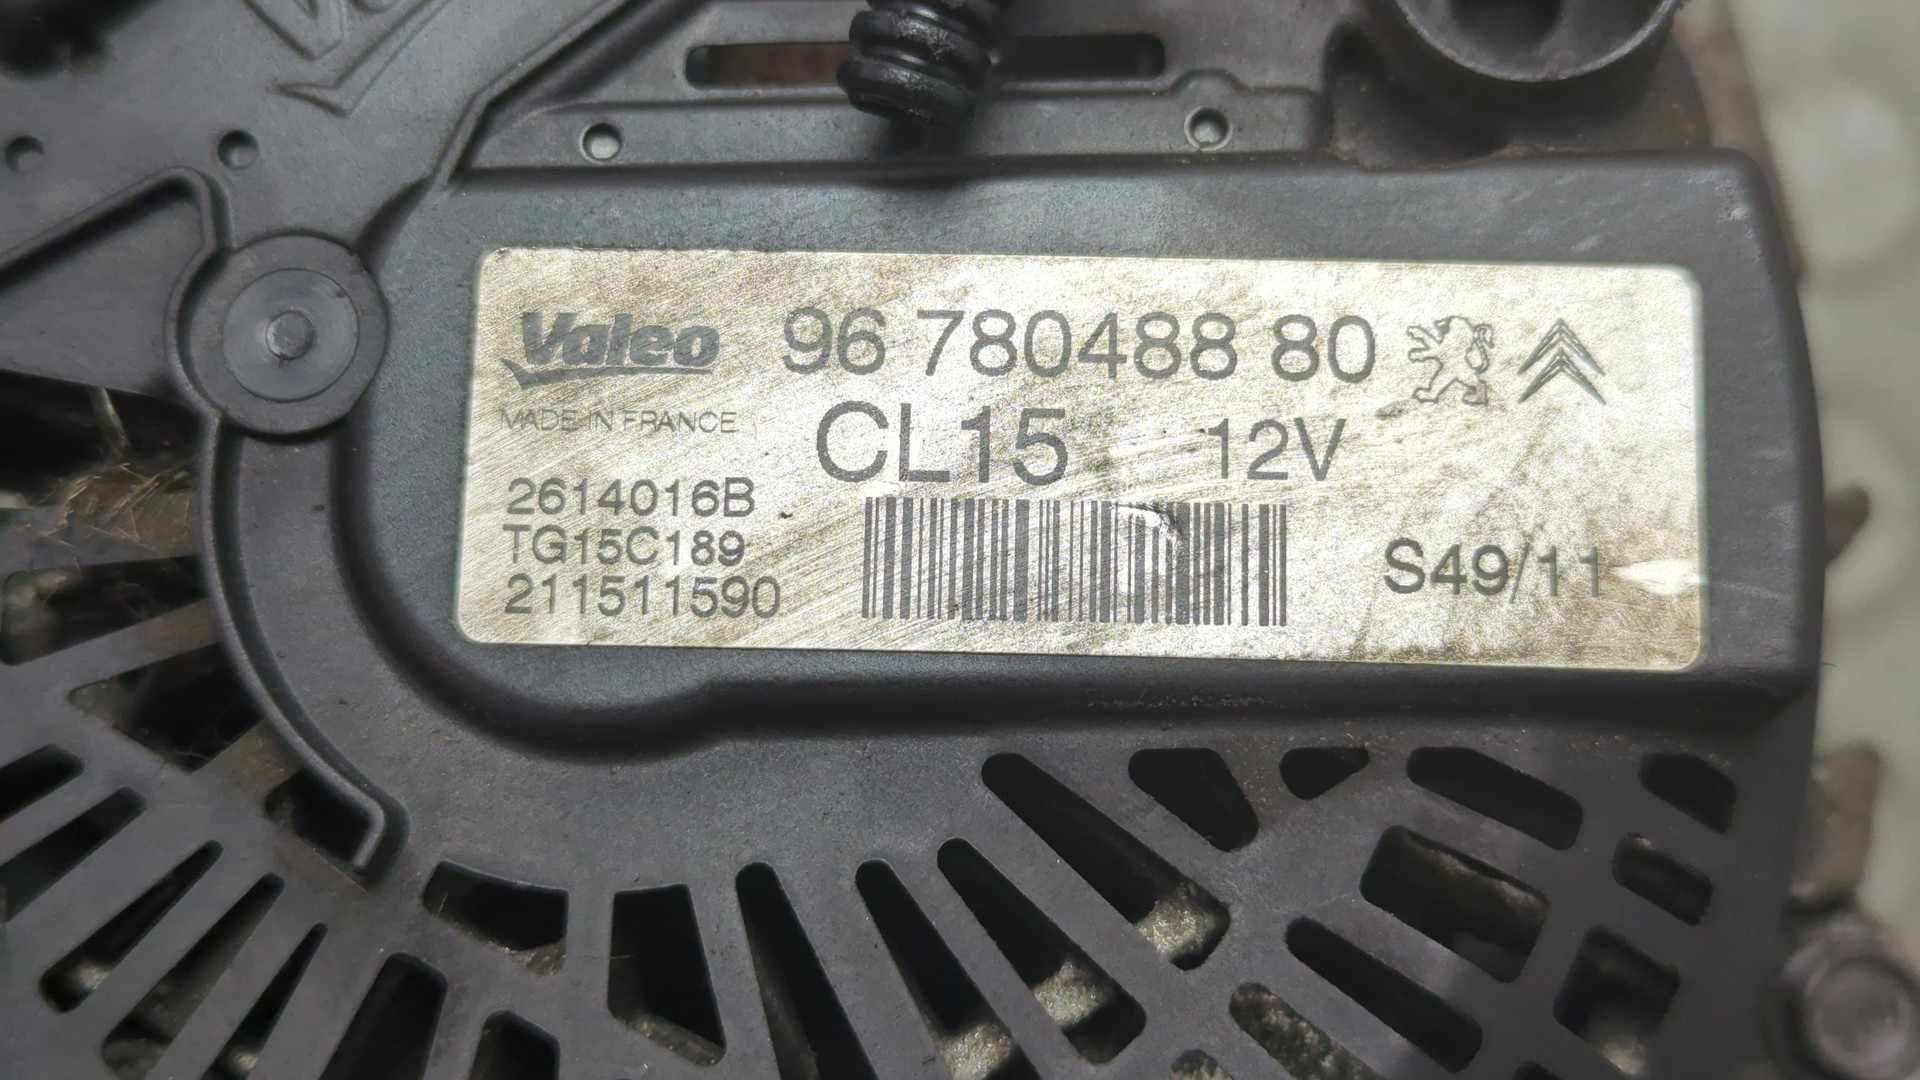 Valeo 96 780488 80
MADE IN FRANCE CL15 12V
2614016B
TG15C189 S49/11
211511590